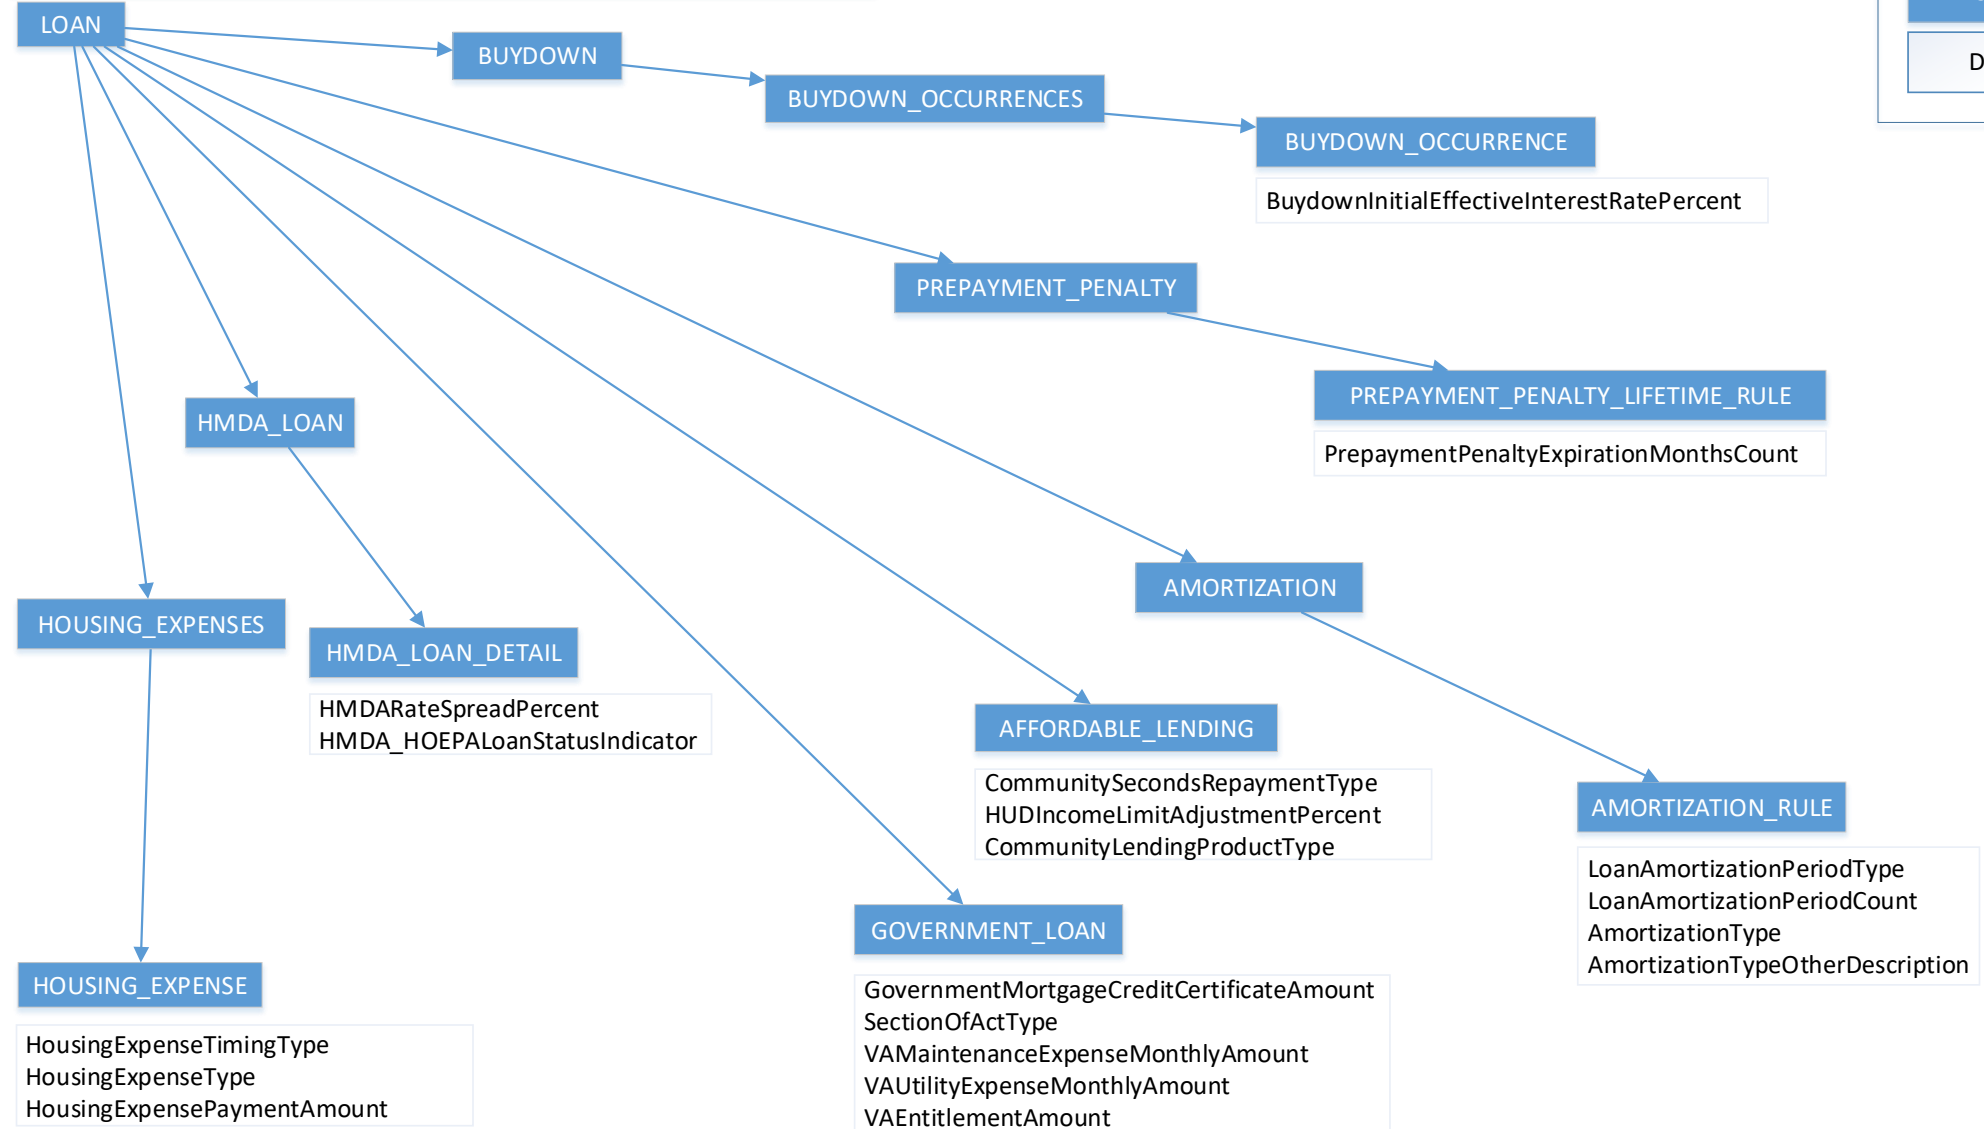 LOAN
BUYDOWN
BUYDOWN_OCCURRENCES
BUYDOWN_OCCURRENCE
BuydownInitialEffectiveInterestRatePercent
PREPAYMENT_PENALTY
PREPAYMENT_PENALTY_LIFETIME_RULE
PrepaymentPenaltyExpirationMonthsCount
HMDA_LOAN
AMORTIZATION
HOUSING_EXPENSES
HMDA_LOAN_DETAIL
HMDARateSpreadPercent
HMDA_HOEPALoanStatusIndicator
AFFORDABLE_LENDING
CommunitySecondsRepaymentType
HUDIncomeLimitAdjustmentPercent
CommunityLendingProductType
AMORTIZATION_RULE
LoanAmortizationPeriodType
LoanAmortizationPeriodCount
AmortizationType
AmortizationTypeOtherDescription
GOVERNMENT_LOAN
GovernmentMortgageCreditCertificateAmount
SectionOfActType
VAMaintenanceExpenseMonthlyAmount
VAUtilityExpenseMonthlyAmount
VAEntitlementAmount
HOUSING_EXPENSE
HousingExpenseTimingType
HousingExpenseType
HousingExpensePaymentAmount